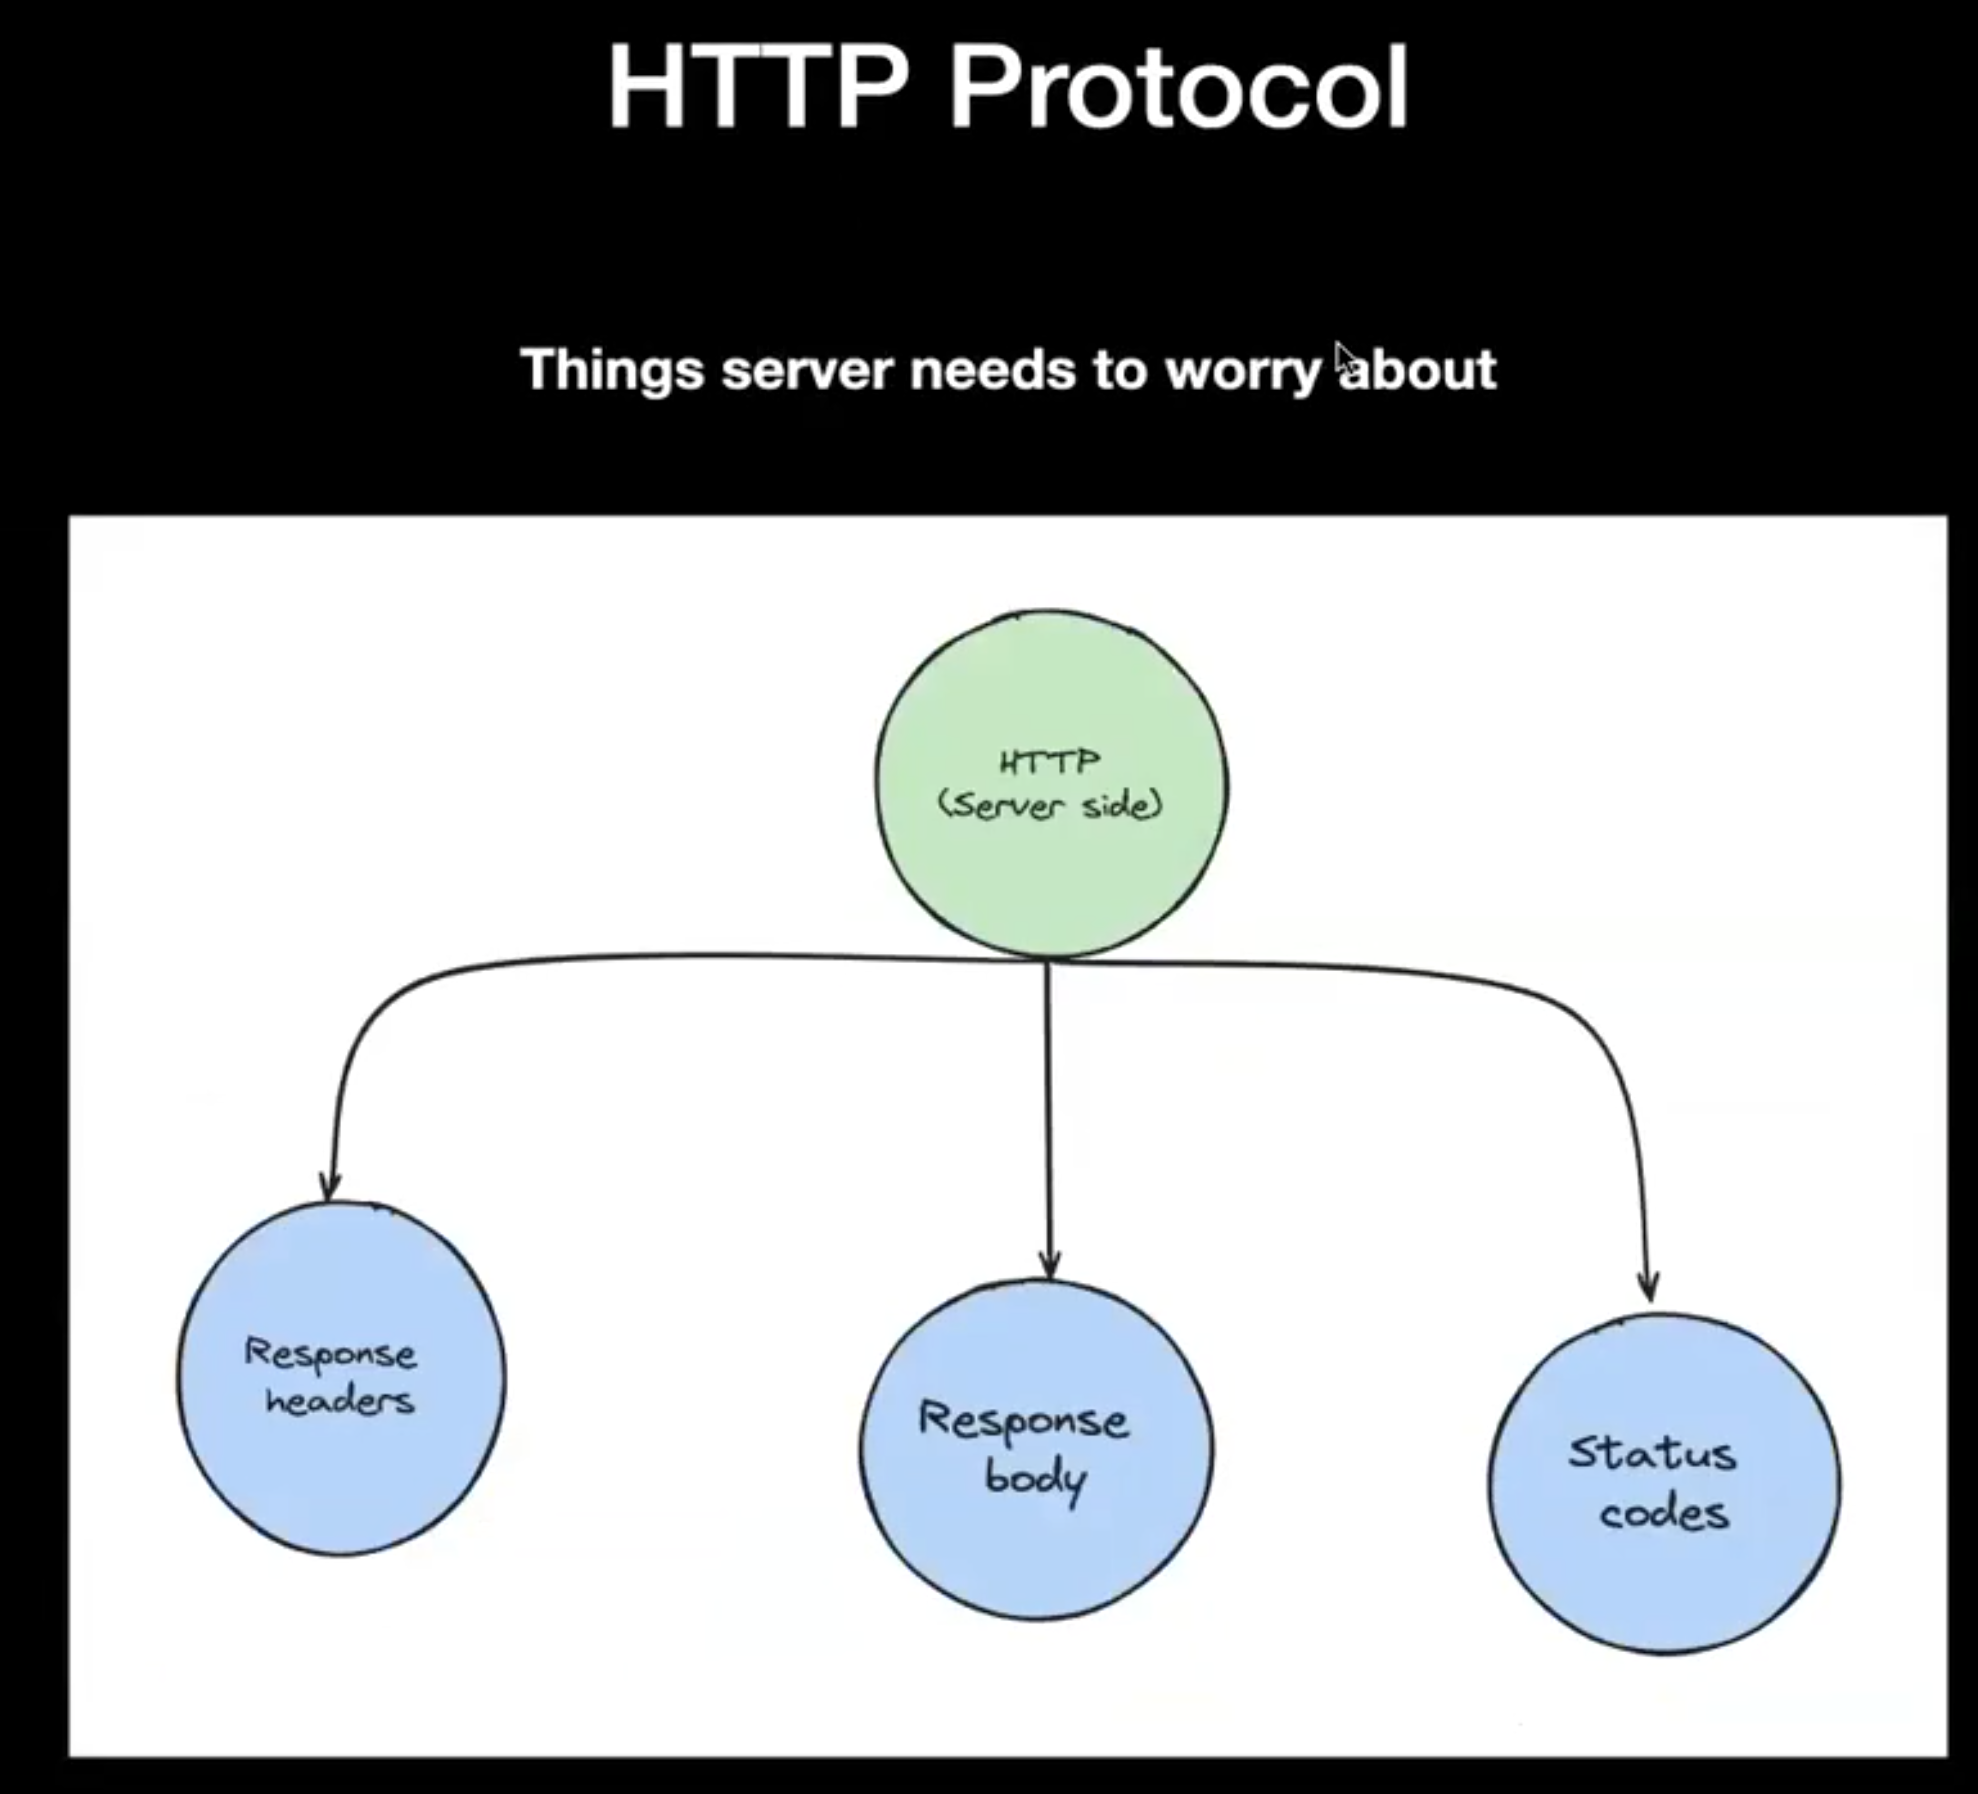 HTTP Protocol
Things server needs to worry about
HTTP
(Server side)
Response
headers
Response
body
Status
codes